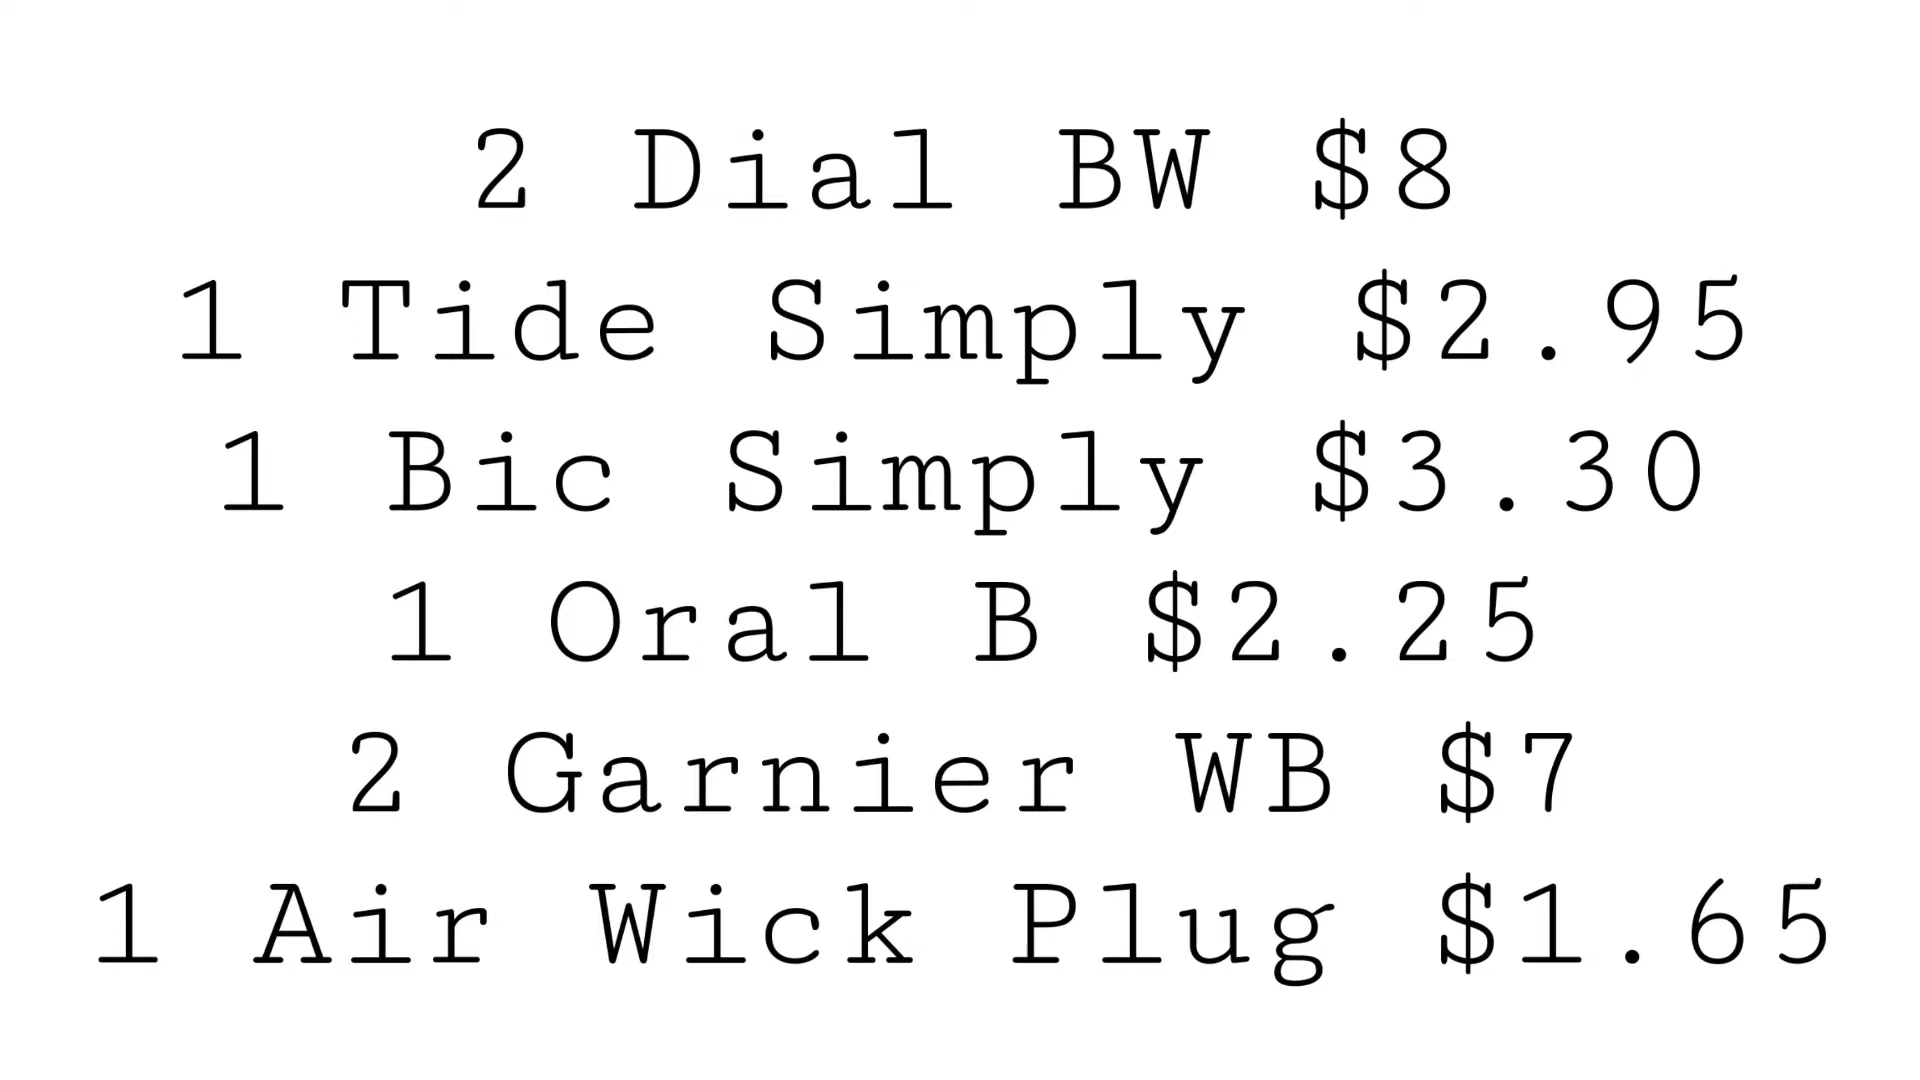 2 Dial BW $8
1 Tide Simply $2.95
1 Bic Simply $3.30
1 Oral B $2.25
2 Garnier WB $7
1 Air Wick Plug $1.65